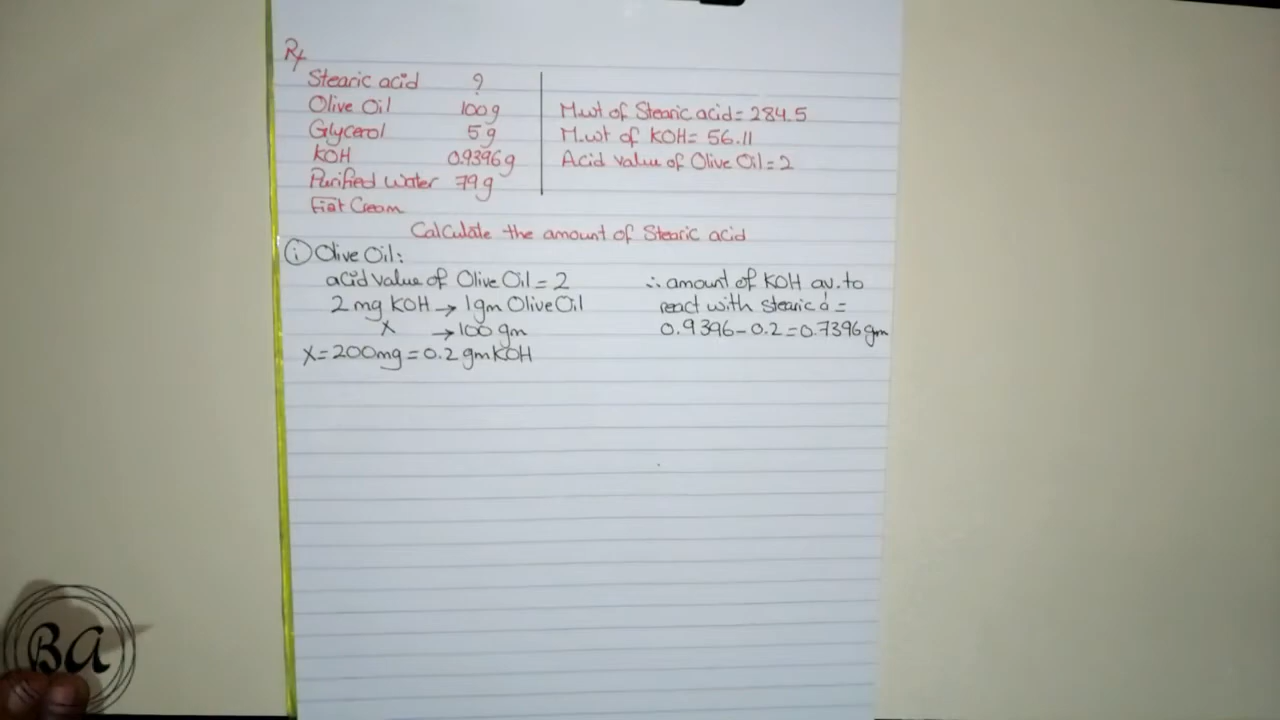 Rx
Stearic acid ?
Olive Oil 100g
Glycerol 5g
KOH 0.9396g
Purified Water 79g
Fiat Cream
M.wt of Stearic acid = 284.5
M.wt of KOH = 56.11
Acid value of Olive Oil = 2
Calculate the amount of Stearic acid
i Olive Oil:
acid value of Olive Oil = 2
2 mg KOH → 1gm Olive Oil
X → 100 gm
X = 200mg = 0.2 gm KOH
∴ amount of KOH av. to
react with stearic a =
0.9396 - 0.2 = 0.7396 gm
BA